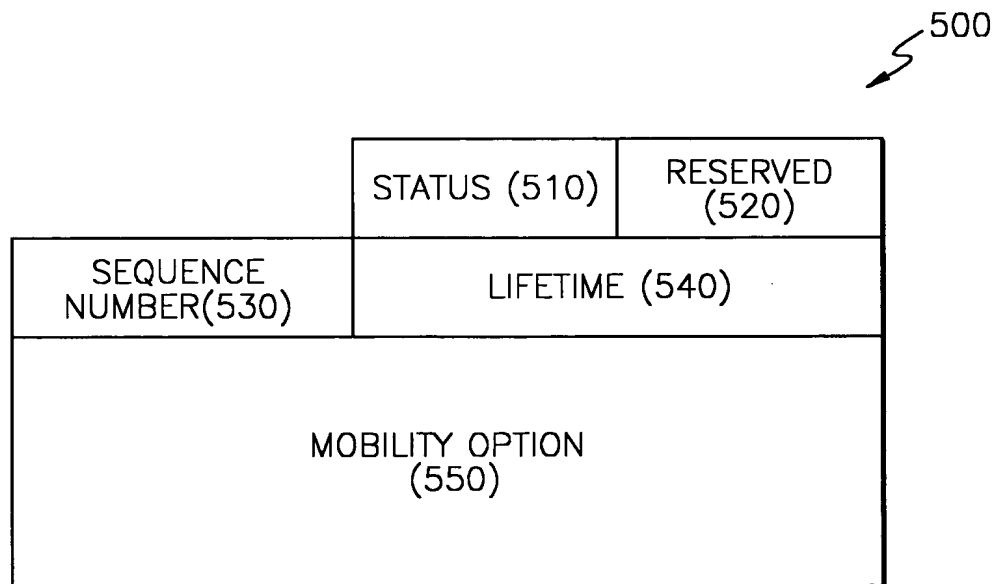 500
STATUS (510)
RESERVED
(520)
SEQUENCE
NUMBER(530)
LIFETIME (540)
MOBILITY OPTION
(550)